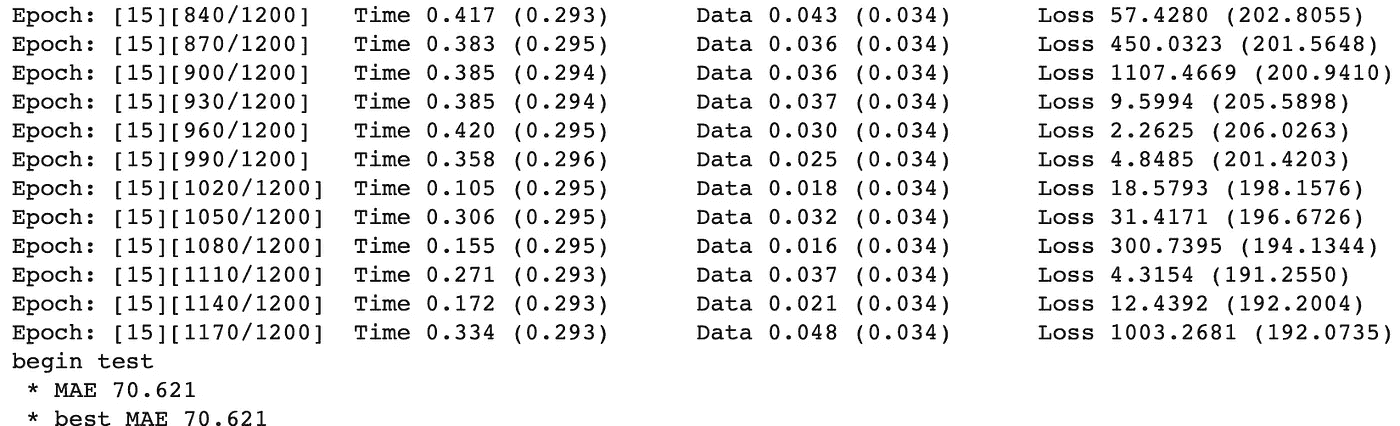 Epoch: [15][840/1200] Time 0.417 (0.293) Data 0.043 (0.034) Loss 57.4280 (202.8055)
Epoch: [15][870/1200] Time 0.383 (0.295) Data 0.036 (0.034) Loss 450.0323 (201.5648)
Epoch: [15][900/1200] Time 0.385 (0.294) Data 0.036 (0.034) Loss 1107.4669 (200.9410)
Epoch: [15][930/1200] Time 0.385 (0.294) Data 0.037 (0.034) Loss 9.5994 (205.5898)
Epoch: [15][960/1200] Time 0.420 (0.295) Data 0.030 (0.034) Loss 2.2625 (206.0263)
Epoch: [15][990/1200] Time 0.358 (0.296) Data 0.025 (0.034) Loss 4.8485 (201.4203)
Epoch: [15][1020/1200] Time 0.105 (0.295) Data 0.018 (0.034) Loss 18.5793 (198.1576)
Epoch: [15][1050/1200] Time 0.306 (0.295) Data 0.032 (0.034) Loss 31.4171 (196.6726)
Epoch: [15][1080/1200] Time 0.155 (0.295) Data 0.016 (0.034) Loss 300.7395 (194.1344)
Epoch: [15][1110/1200] Time 0.271 (0.293) Data 0.037 (0.034) Loss 4.3154 (191.2550)
Epoch: [15][1140/1200] Time 0.172 (0.293) Data 0.021 (0.034) Loss 12.4392 (192.2004)
Epoch: [15][1170/1200] Time 0.334 (0.293) Data 0.048 (0.034) Loss 1003.2681 (192.0735)
begin test
* MAE 70.621
* best MAE 70.621